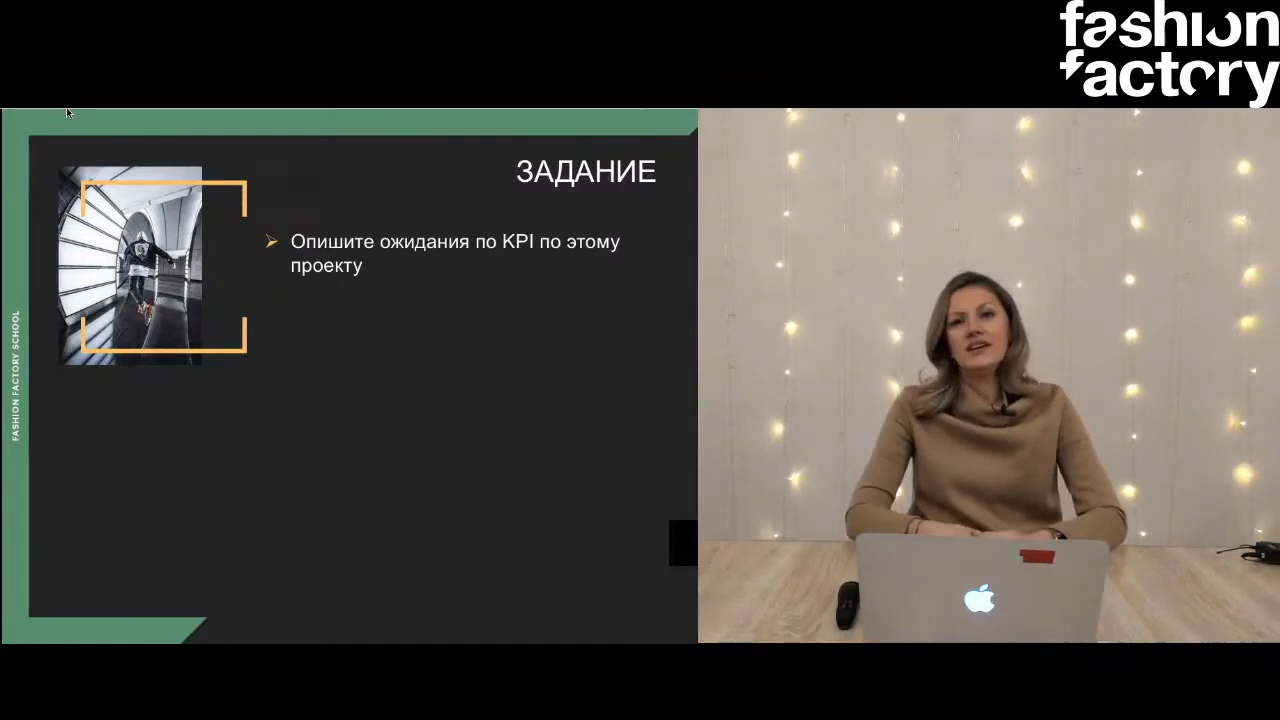 fashion
factory
ЗАДАНИЕ
➢ Опишите ожидания по KPI по этому
проекту
FASHION FACTORY SCHOOL